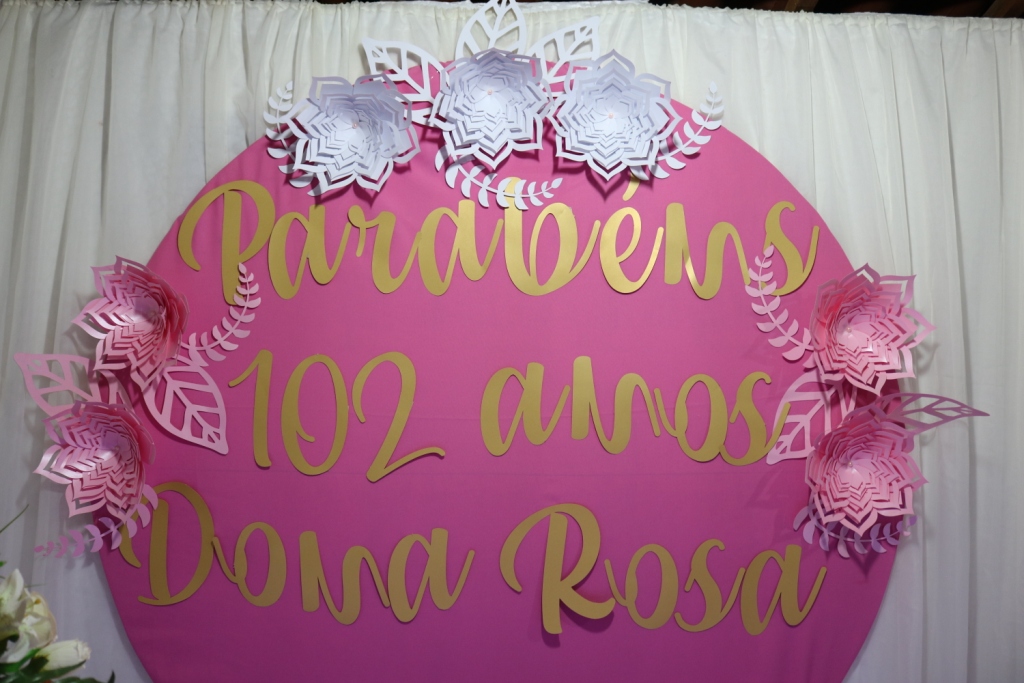 Parabéns
102 anos
Dona Rosa